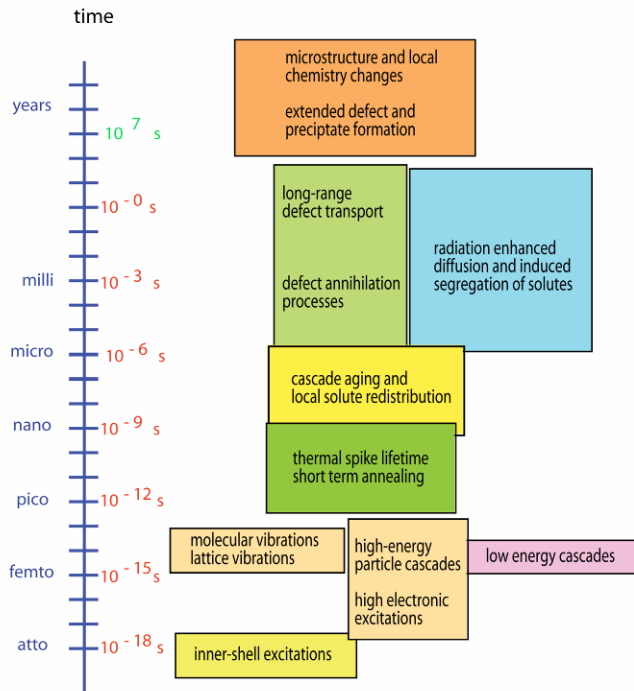 time
microstructure and local
chemistry changes
extended defect and
preciptate formation
years
10 7 s
long-range
defect transport
10 - 0 s
radiation enhanced
diffusion and induced
segregation of solutes
defect annihilation
processes
milli
10 - 3 s
micro
10 - 6 s
cascade aging and
local solute redistribution
nano
10 - 9 s
thermal spike lifetime
short term annealing
pico
10 - 12 s
molecular vibrations
lattice vibrations
high-energy
particle cascades
low energy cascades
femto
10 - 15 s
high electronic
excitations
atto
10 - 18 s
inner-shell excitations